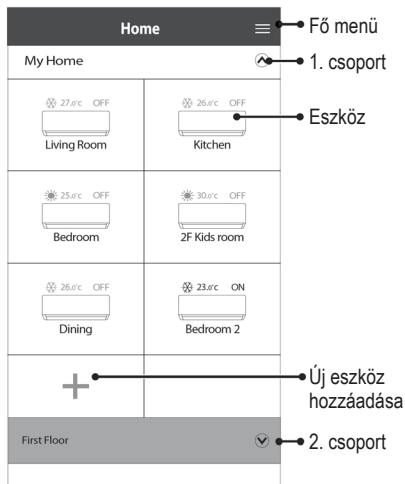 Home
Fő menü
My Home
1. csoport
27.0°c OFF
26.0°c OFF
Eszköz
Living Room
Kitchen
25.0°c OFF
30.0°c OFF
Bedroom
2F Kids room
26.0°c OFF
23.0°c ON
Dining
Bedroom 2
+
Új eszköz
hozzáadása
First Floor
2. csoport